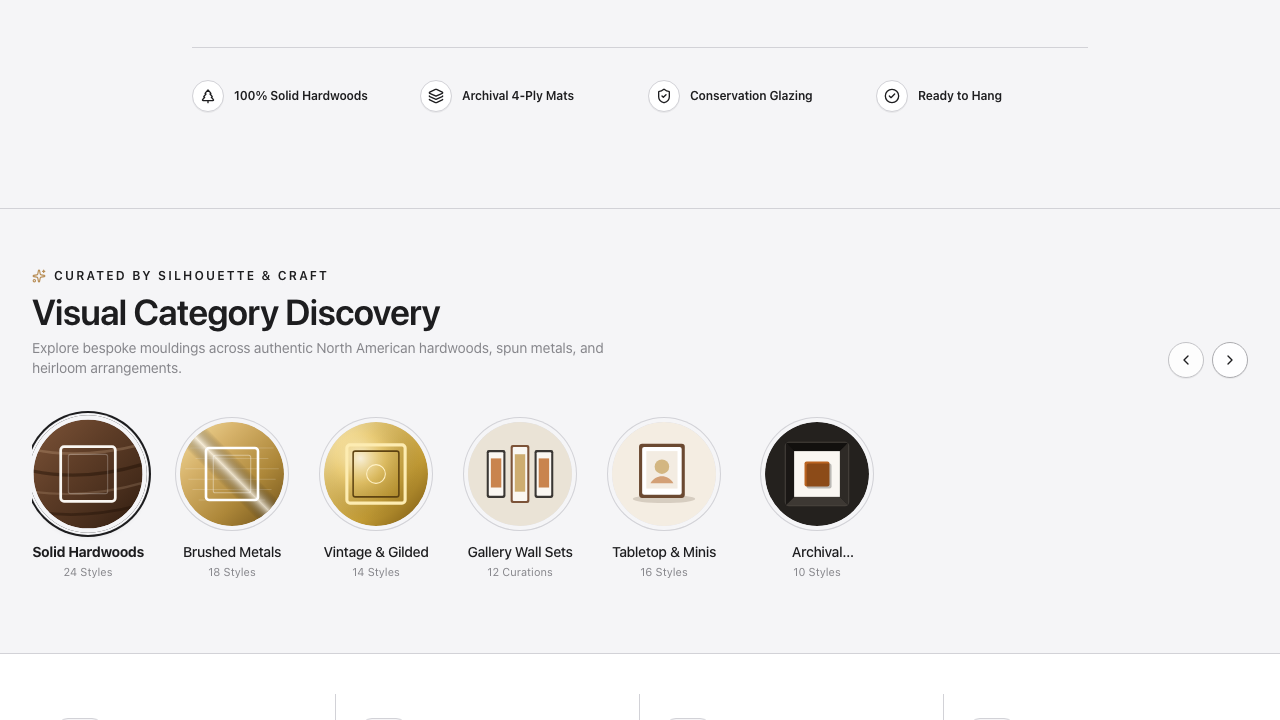 100% Solid Hardwoods
Archival 4-Ply Mats
Conservation Glazing
Ready to Hang
CURATED BY SILHOUETTE & CRAFT
Visual Category Discovery
Explore bespoke mouldings across authentic North American hardwoods, spun metals, and
heirloom arrangements.
Solid Hardwoods
24 Styles
Brushed Metals
18 Styles
Vintage & Gilded
14 Styles
Gallery Wall Sets
12 Curations
Tabletop & Minis
16 Styles
Archival...
10 Styles